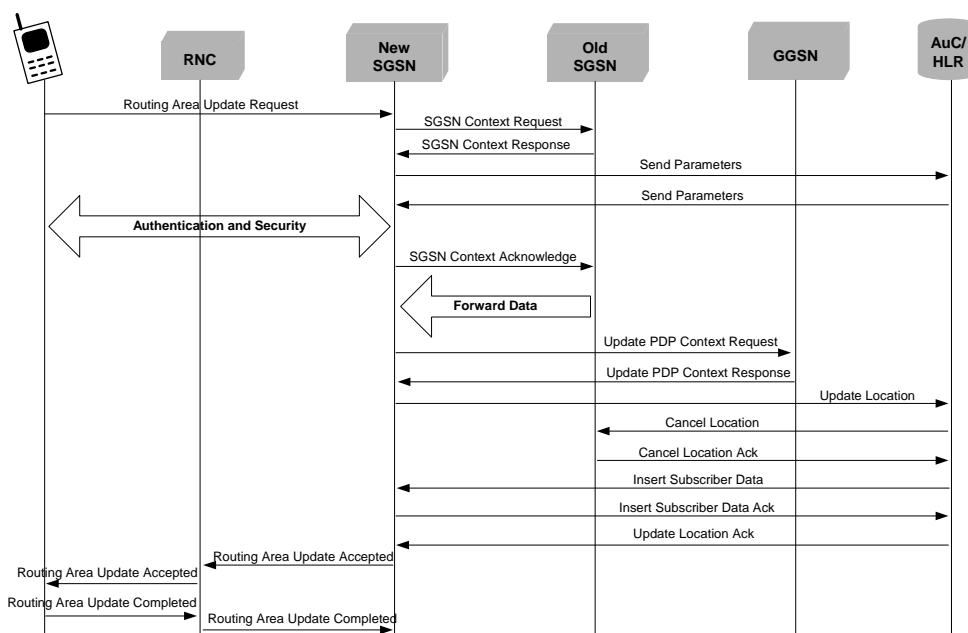 RNC
New
SGSN
Old
SGSN
GGSN
AuC/
HLR
Routing Area Update Request
SGSN Context Request
SGSN Context Response
Send Parameters
Send Parameters
Authentication and Security
SGSN Context Acknowledge
Forward Data
Update PDP Context Request
Update PDP Context Response
Update Location
Cancel Location
Cancel Location Ack
Insert Subscriber Data
Insert Subscriber Data Ack
Update Location Ack
Routing Area Update Accepted
Routing Area Update Accepted
Routing Area Update Completed
Routing Area Update Completed